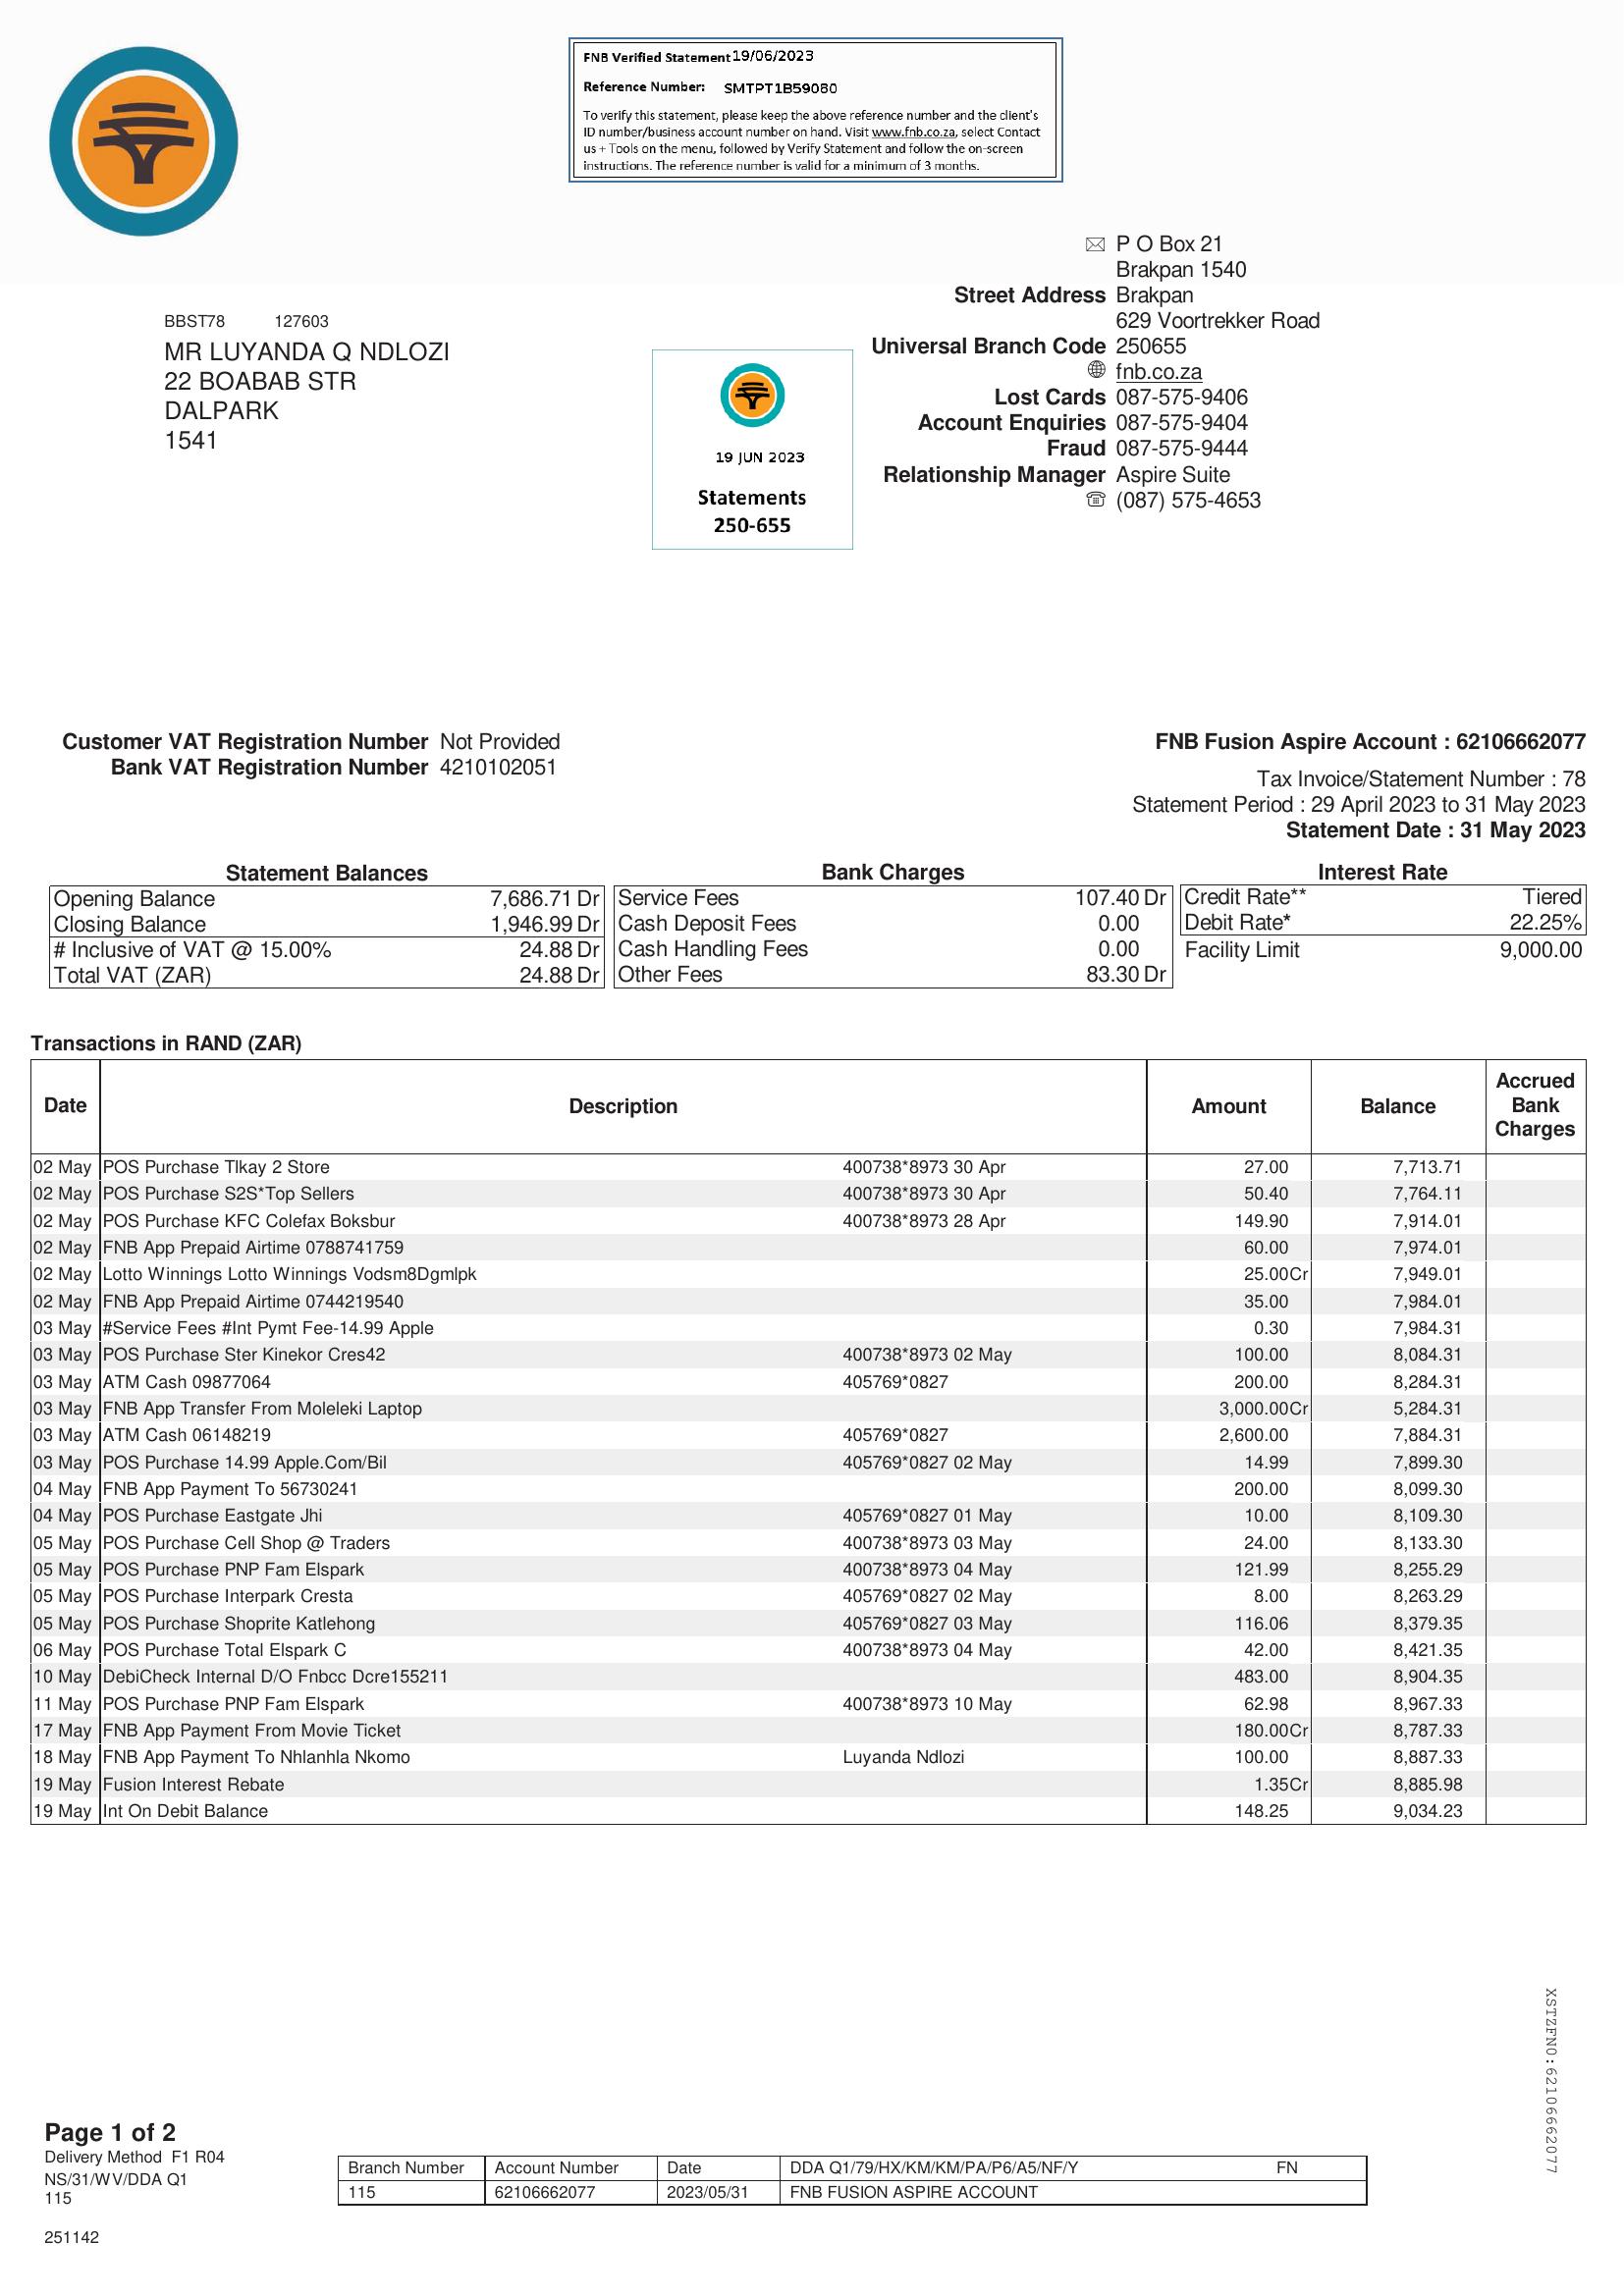 FNB Verified Statement 19/06/2023
Reference Number: SMTPT1B59080
To verify this statement, please keep the above reference number and the client's
ID number/business account number on hand. Visit www.fnb.co.za, select Contact
us + Tools on the menu, followed by Verify Statement and follow the on-screen
instructions. The reference number is valid for a minimum of 3 months.
P O Box 21
Brakpan 1540
Street Address Brakpan
629 Voortrekker Road
Universal Branch Code 250655
fnb.co.za
Lost Cards 087-575-9406
Account Enquiries 087-575-9404
Fraud 087-575-9444
Relationship Manager Aspire Suite
(087) 575-4653
BBST78 127603
MR LUYANDA Q NDLOZI
22 BOABAB STR
DALPARK
1541
19 JUN 2023
Statements
250-655
Customer VAT Registration Number Not Provided
Bank VAT Registration Number 4210102051
FNB Fusion Aspire Account : 62106662077
Tax Invoice/Statement Number : 78
Statement Period : 29 April 2023 to 31 May 2023
Statement Date : 31 May 2023
Statement Balances
Opening Balance 7,686.71 Dr
Closing Balance 1,946.99 Dr
# Inclusive of VAT @ 15.00% 24.88 Dr
Total VAT (ZAR) 24.88 Dr
Bank Charges
Service Fees 107.40 Dr
Cash Deposit Fees 0.00
Cash Handling Fees 0.00
Other Fees 83.30 Dr
Interest Rate
Credit Rate** Tiered
Debit Rate* 22.25%
Facility Limit 9,000.00
Transactions in RAND (ZAR)
Date Description Amount Balance Accrued Bank Charges
02 May POS Purchase Tlkay 2 Store 400738*8973 30 Apr 27.00 7,713.71
02 May POS Purchase S2S*Top Sellers 400738*8973 30 Apr 50.40 7,764.11
02 May POS Purchase KFC Colefax Boksbur 400738*8973 28 Apr 149.90 7,914.01
02 May FNB App Prepaid Airtime 0788741759 60.00 7,974.01
02 May Lotto Winnings Lotto Winnings Vodsm8Dgmlpk 25.00Cr 7,949.01
02 May FNB App Prepaid Airtime 0744219540 35.00 7,984.01
03 May #Service Fees #Int Pymt Fee-14.99 Apple 0.30 7,984.31
03 May POS Purchase Ster Kinekor Cres42 400738*8973 02 May 100.00 8,084.31
03 May ATM Cash 09877064 405769*0827 200.00 8,284.31
03 May FNB App Transfer From Moleleki Laptop 3,000.00Cr 5,284.31
03 May ATM Cash 06148219 405769*0827 2,600.00 7,884.31
03 May POS Purchase 14.99 Apple.Com/Bil 405769*0827 02 May 14.99 7,899.30
04 May FNB App Payment To 56730241 200.00 8,099.30
04 May POS Purchase Eastgate Jhi 405769*0827 01 May 10.00 8,109.30
05 May POS Purchase Cell Shop @ Traders 400738*8973 03 May 24.00 8,133.30
05 May POS Purchase PNP Fam Elspark 400738*8973 04 May 121.99 8,255.29
05 May POS Purchase Interpark Cresta 405769*0827 02 May 8.00 8,263.29
05 May POS Purchase Shoprite Katlehong 405769*0827 03 May 116.06 8,379.35
06 May POS Purchase Total Elspark C 400738*8973 04 May 42.00 8,421.35
10 May DebiCheck Internal D/O Fnbcc Dcre155211 483.00 8,904.35
11 May POS Purchase PNP Fam Elspark 400738*8973 10 May 62.98 8,967.33
17 May FNB App Payment From Movie Ticket 180.00Cr 8,787.33
18 May FNB App Payment To Nhlanhla Nkomo Luyanda Ndlozi 100.00 8,887.33
19 May Fusion Interest Rebate 1.35Cr 8,885.98
19 May Int On Debit Balance 148.25 9,034.23
XSTZFN0:62106662077
Page 1 of 2
Delivery Method F1 R04
NS/31/WV/DDA Q1
115
251142
Branch Number Account Number Date DDA Q1/79/HX/KM/KM/PA/P6/A5/NF/Y FN
115 62106662077 2023/05/31 FNB FUSION ASPIRE ACCOUNT